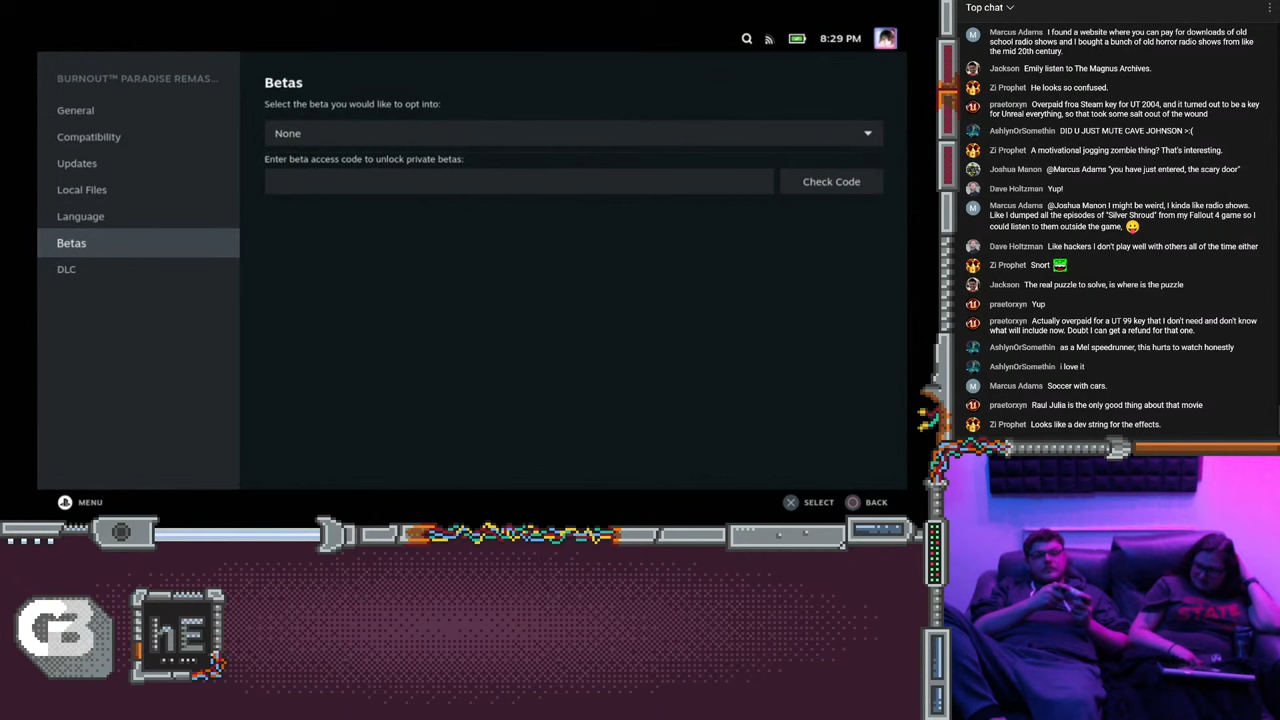 8:29 PM
BURNOUT™ PARADISE REMAS...
General
Compatibility
Updates
Local Files
Language
Betas
DLC
Betas
Select the beta you would like to opt into:
None
Enter beta access code to unlock private betas:
Check Code
MENU
SELECT
BACK
GB
hE
Top chat
M Marcus Adams I found a website where you can pay for downloads of old
school radio shows and I bought a bunch of old horror radio shows from like
the mid 20th century.
Jackson Emily listen to The Magnus Archives.
Zi Prophet He looks so confused.
praetorxyn Overpaid froa Steam key for UT 2004, and it turned out to be a key
for Unreal everything, so that took some salt oout of the wound
AshlynOrSomethin DID U JUST MUTE CAVE JOHNSON >:(
Zi Prophet A motivational jogging zombie thing? That's interesting.
Joshua Manon @Marcus Adams "you have just entered, the scary door"
Dave Holtzman Yup!
M Marcus Adams @Joshua Manon I might be weird, I kinda like radio shows.
Like I dumped all the episodes of "Silver Shroud" from my Fallout 4 game so I
could listen to them outside the game,
Dave Holtzman Like hackers I don't play well with others all of the time either
Zi Prophet Snort
Jackson The real puzzle to solve, is where is the puzzle
praetorxyn Yup
praetorxyn Actually overpaid for a UT 99 key that I don't need and don't know
what will include now. Doubt I can get a refund for that one.
AshlynOrSomethin as a Mel speedrunner, this hurts to watch honestly
AshlynOrSomethin i love it
M Marcus Adams Soccer with cars.
praetorxyn Raul Julia is the only good thing about that movie
Zi Prophet Looks like a dev string for the effects.
STATE